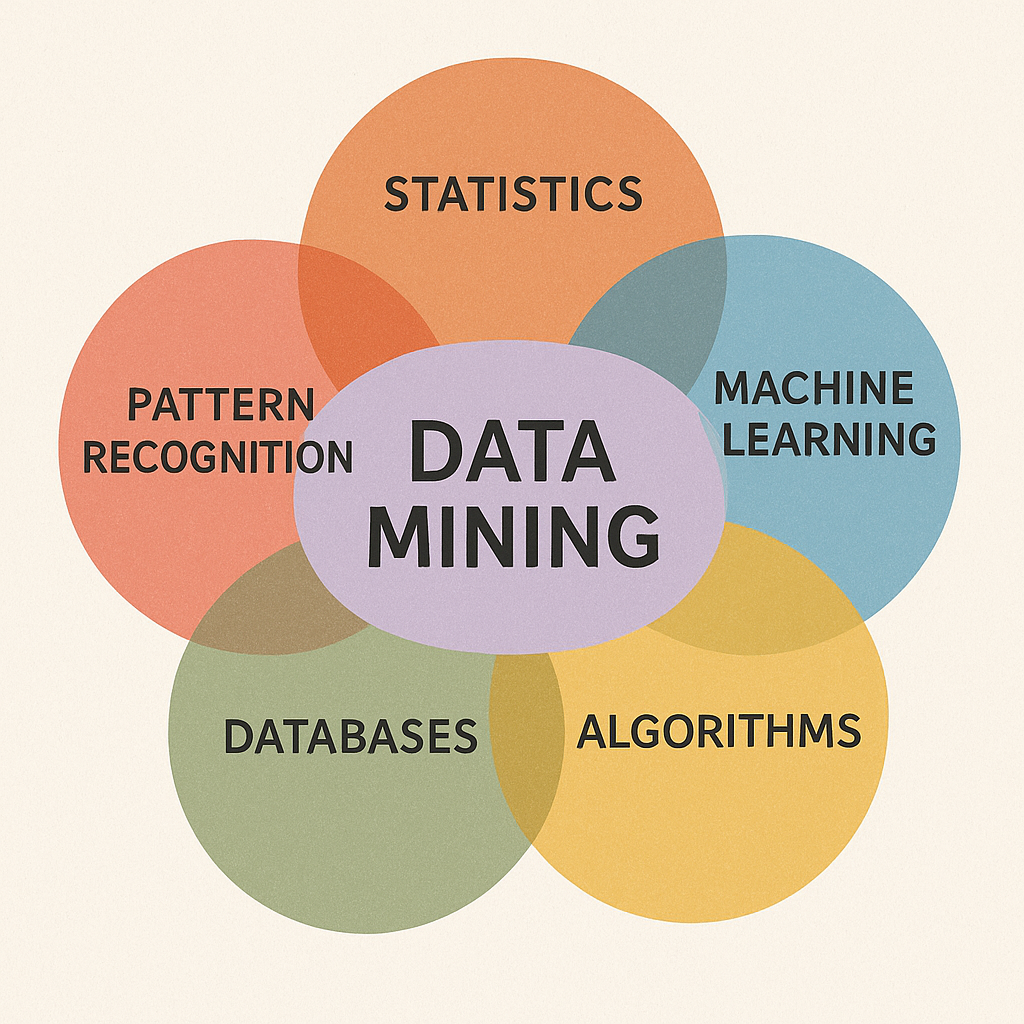 STATISTICS
PATTERN
RECOGNITION
MACHINE
LEARNING
DATA
MINING
DATABASES
ALGORITHMS